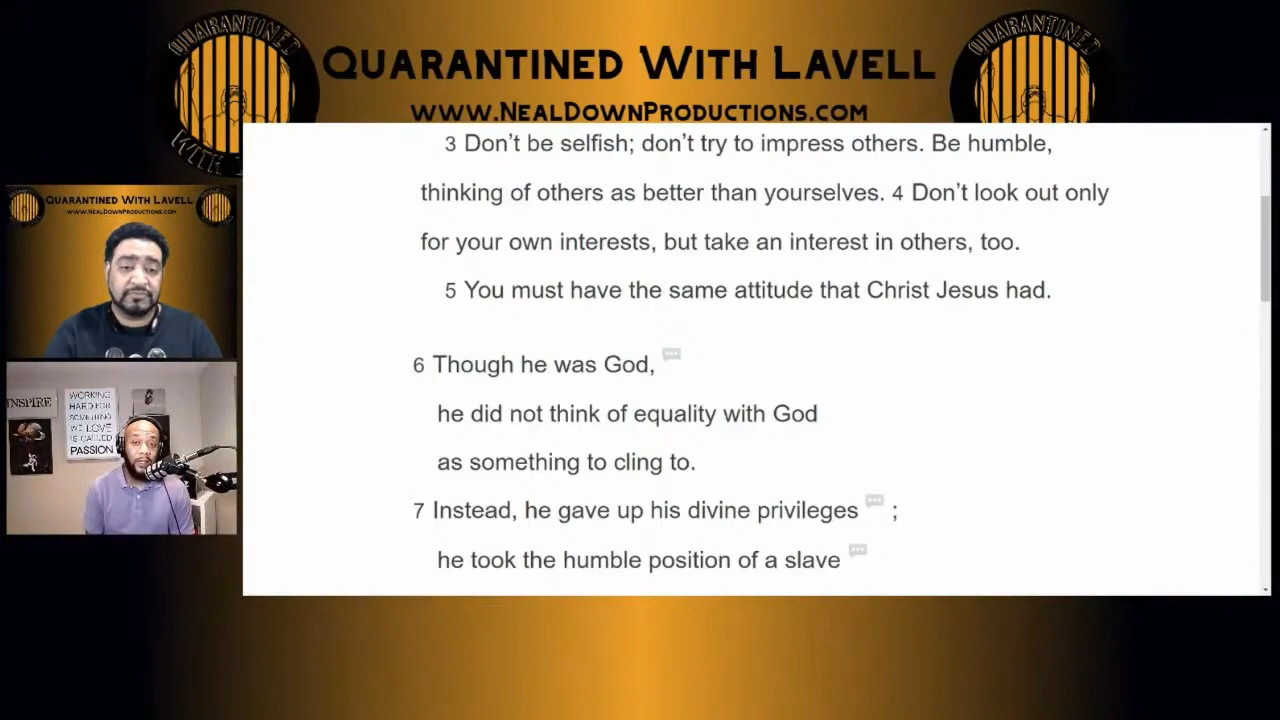 QUARANTINED
QUARANTINED WITH LAVELL
QUARANTINED
WWW.NEALDOWNPRODUCTIONS.COM
WITH
3 Don't be selfish; don't try to impress others. Be humble,
thinking of others as better than yourselves. 4 Don't look out only
for your own interests, but take an interest in others, too.
5 You must have the same attitude that Christ Jesus had.
6 Though he was God,
he did not think of equality with God
as something to cling to.
7 Instead, he gave up his divine privileges ;
he took the humble position of a slave
QUARANTINED WITH LAVELL
WWW.NEALDOWNPRODUCTIONS.COM
INSPIRE
WORKING
HARD FOR
SOMETHING
WE LOVE
IS CALLED
PASSION